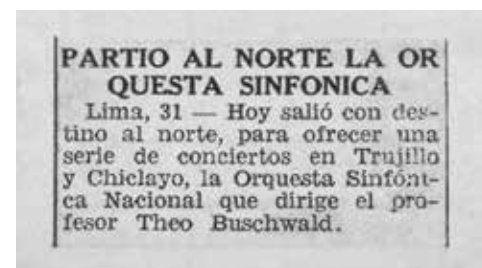 PARTIO AL NORTE LA OR
QUESTA SINFONICA
Lima, 31 — Hoy salió con des-
tino al norte, para ofrecer una
serie de conciertos en Trujillo
y Chiclayo, la Orquesta Sinfóni-
ca Nacional que dirige el pro-
fesor Theo Buschwald.